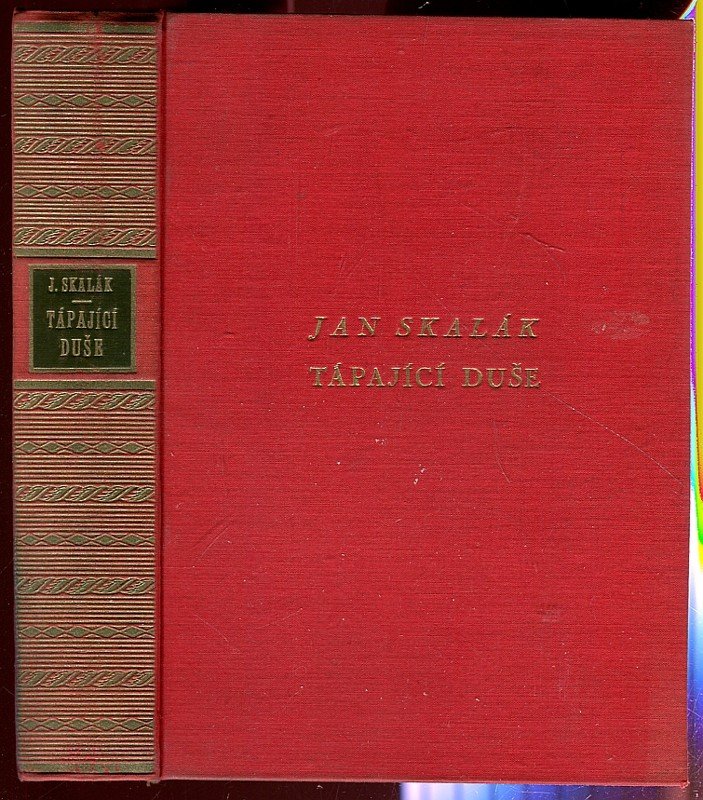 J. SKALÁK
TÁPAJÍCÍ
DUŠE
JAN SKALÁK
TÁPAJÍCÍ DUŠE